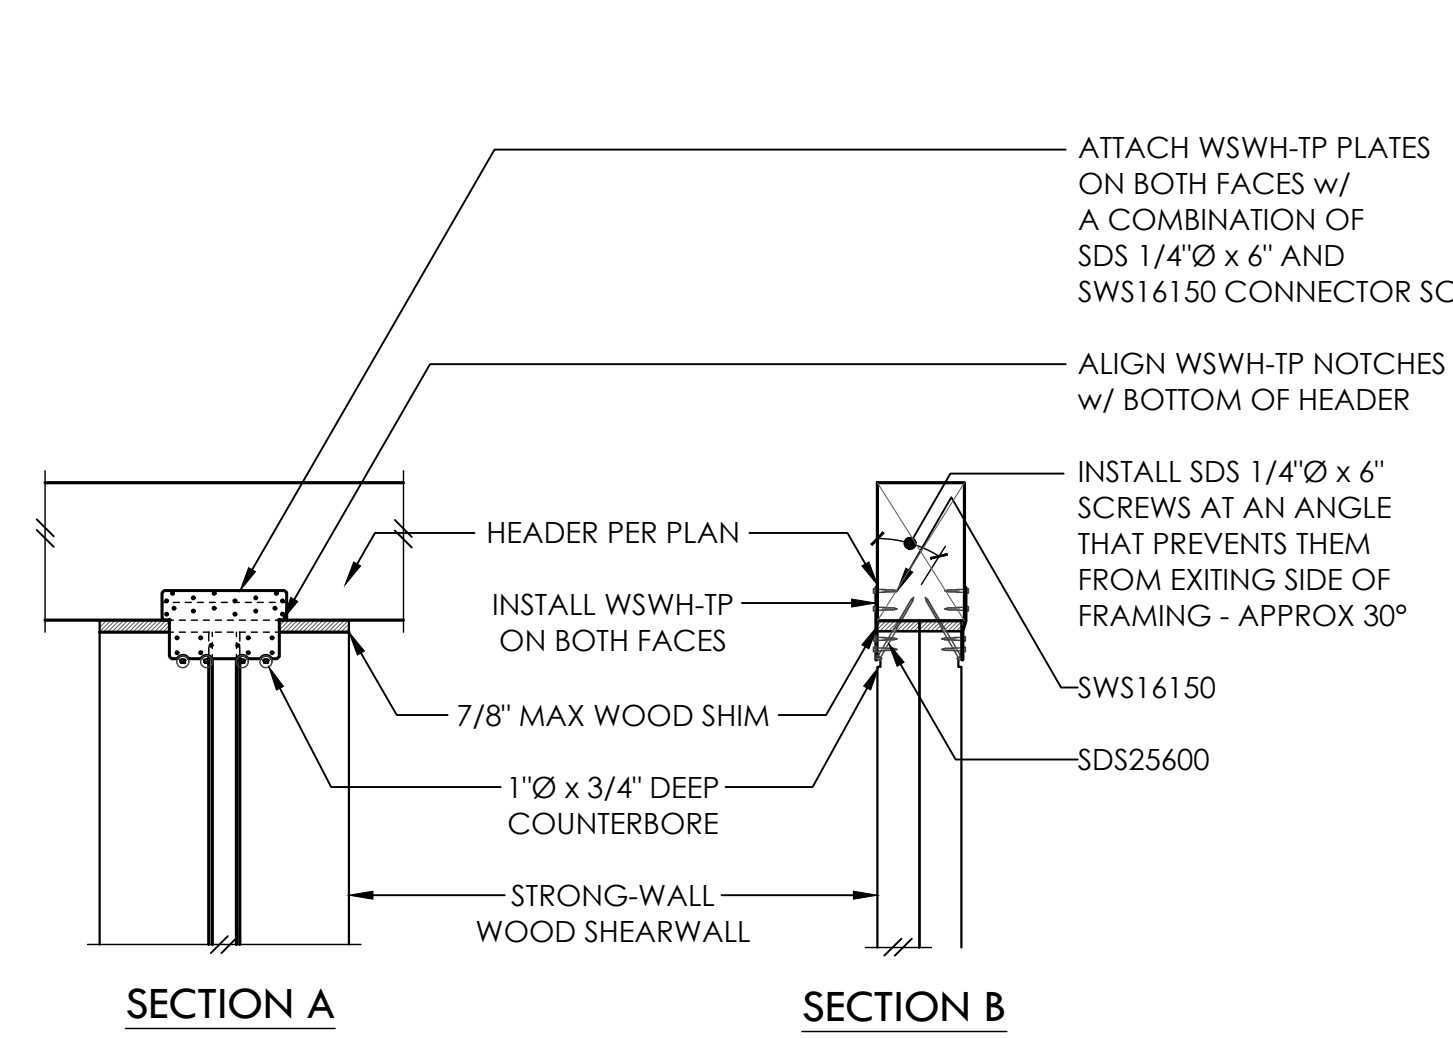 ATTACH WSWH-TP PLATES
ON BOTH FACES w/
A COMBINATION OF
SDS 1/4"Ø x 6" AND
SWS16150 CONNECTOR
ALIGN WSWH-TP NOTCHES
w/ BOTTOM OF HEADER
INSTALL SDS 1/4"Ø x 6"
SCREWS AT AN ANGLE
THAT PREVENTS THEM
FROM EXITING SIDE OF
FRAMING - APPROX 30°
HEADER PER PLAN
INSTALL WSWH-TP
ON BOTH FACES
SWS16150
7/8" MAX WOOD SHIM
SDS25600
1"Ø x 3/4" DEEP
COUNTERBORE
STRONG-WALL
WOOD SHEARWALL
SECTION A
SECTION B